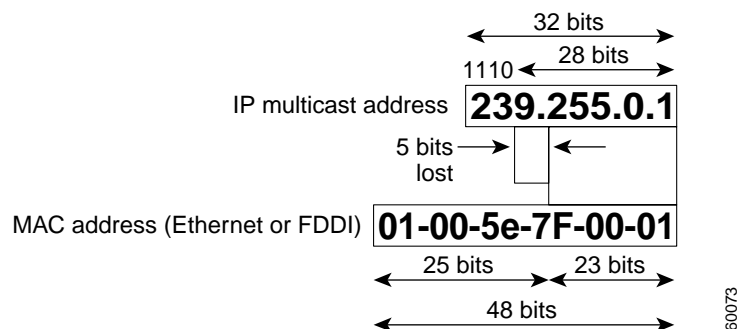 32 bits
28 bits
1110
IP multicast address
239.255.0.1
5 bits
lost
MAC address (Ethernet or FDDI)
01-00-5e-7F-00-01
25 bits
23 bits
48 bits
60073